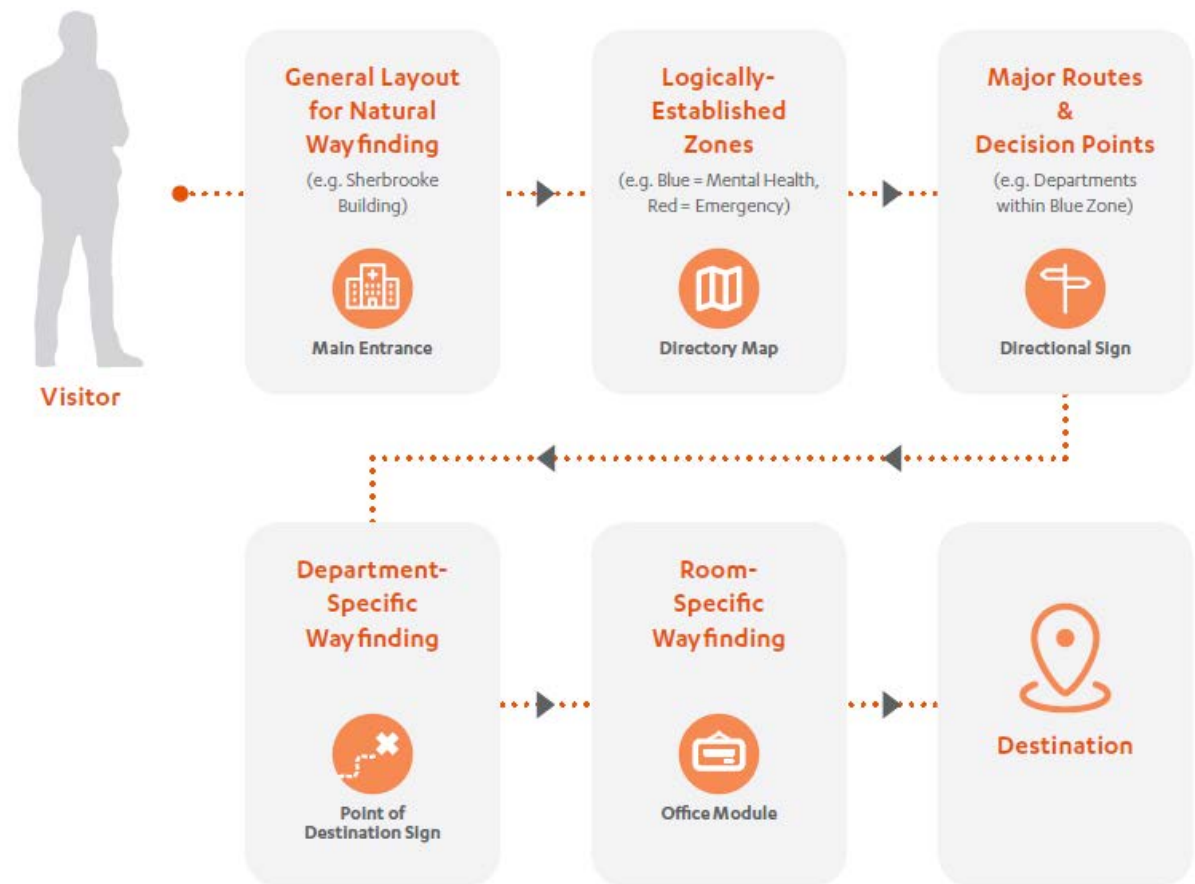 General Layout
for Natural
Wayfinding
(e.g. Sherbrooke
Building)
Main Entrance
Logically-
Established
Zones
(e.g. Blue = Mental Health,
Red = Emergency)
Directory Map
Major Routes
&
Decision Points
(e.g. Departments
within Blue Zone)
Directional Sign
Visitor
Department-
Specific
Wayfinding
Point of
Destination Sign
Room-
Specific
Wayfinding
Office Module
Destination